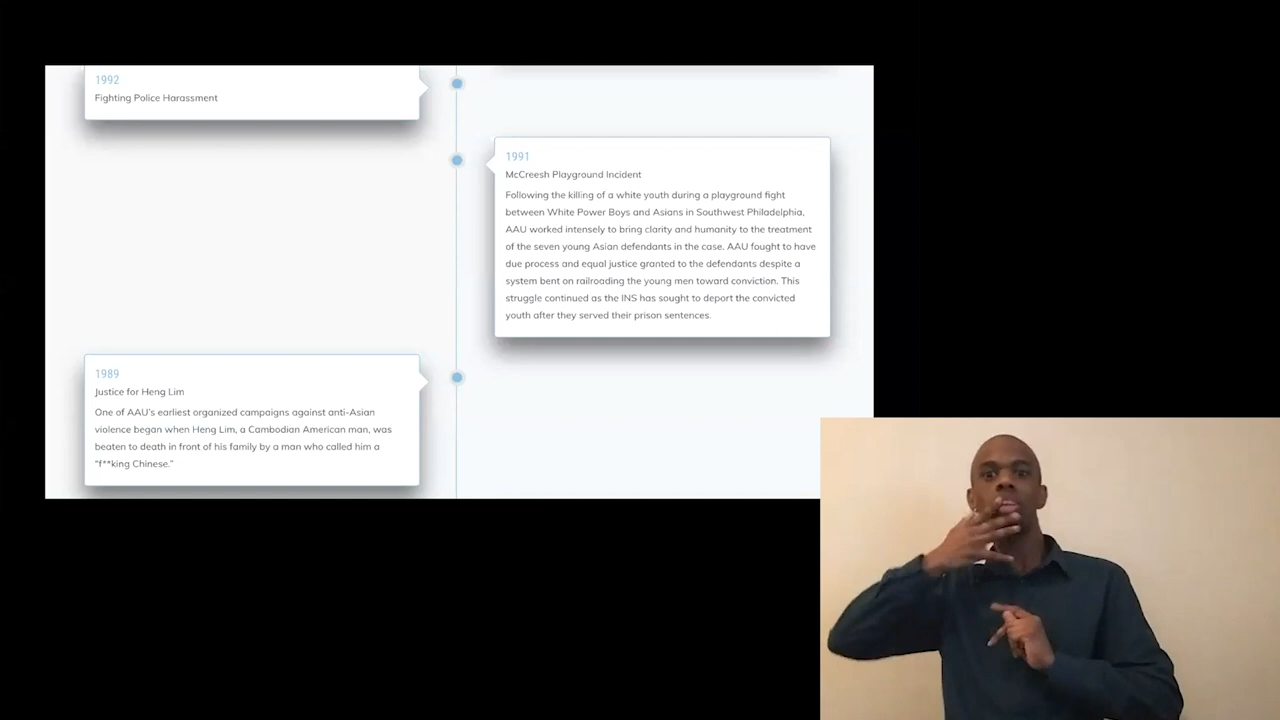 1992
Fighting Police Harassment
1991
McCreesh Playground Incident
Following the killing of a white youth during a playground fight
between White Power Boys and Asians in Southwest Philadelphia,
AAU worked intensely to bring clarity and humanity to the treatment
of the seven young Asian defendants in the case. AAU fought to have
due process and equal justice granted to the defendants despite a
system bent on railroading the young men toward conviction. This
struggle continued as the INS has sought to deport the convicted
youth after they served their prison sentences.
1989
Justice for Heng Lim
One of AAU's earliest organized campaigns against anti-Asian
violence began when Heng Lim, a Cambodian American man, was
beaten to death in front of his family by a man who called him a
"f**king Chinese."